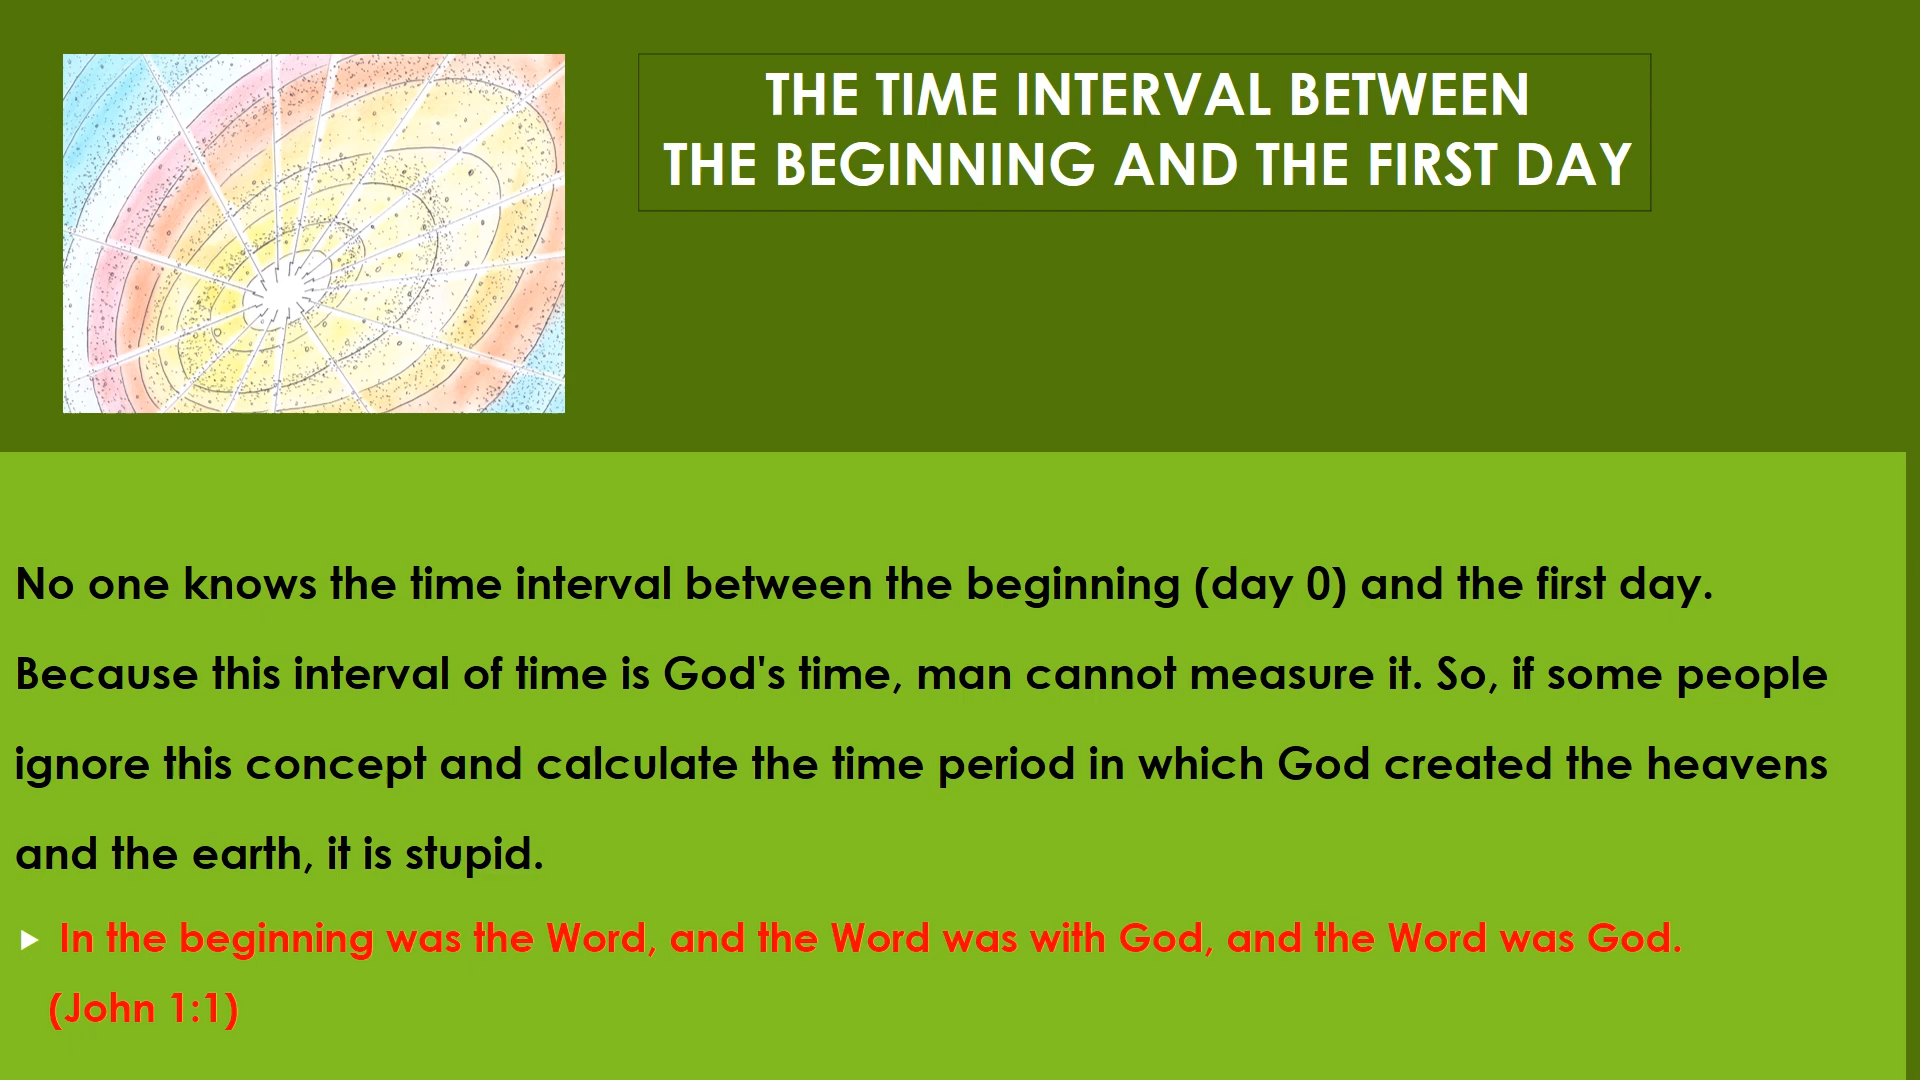 THE TIME INTERVAL BETWEEN
THE BEGINNING AND THE FIRST DAY
No one knows the time interval between the beginning (day 0) and the first day.
Because this interval of time is God's time, man cannot measure it. So, if some people
ignore this concept and calculate the time period in which God created the heavens
and the earth, it is stupid.
In the beginning was the Word, and the Word was with God, and the Word was God.
(John 1:1)